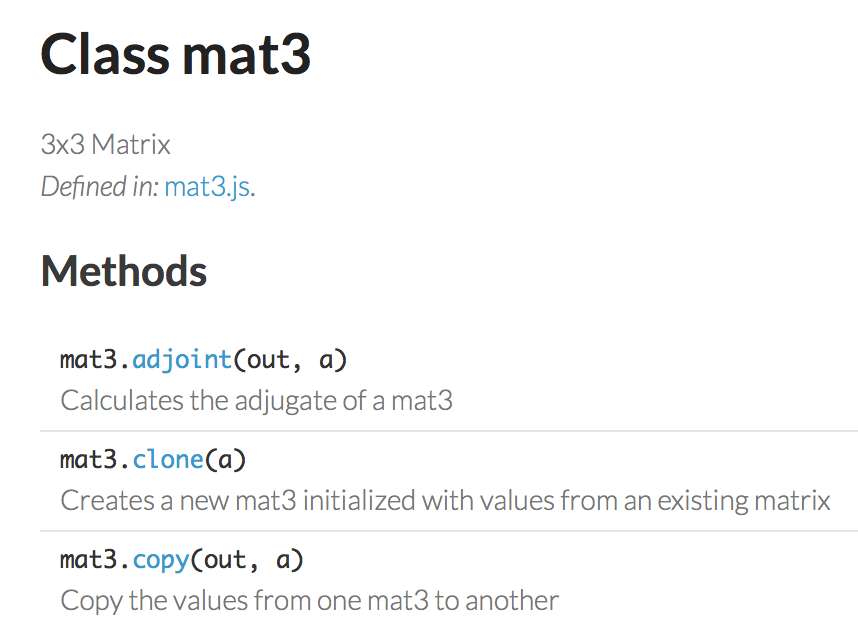 Class mat3
3x3 Matrix
Defined in: mat3.js.
Methods
mat3.adjoint(out, a)
Calculates the adjugate of a mat3
mat3.clone(a)
Creates a new mat3 initialized with values from an existing matrix
mat3.copy(out, a)
Copy the values from one mat3 to another